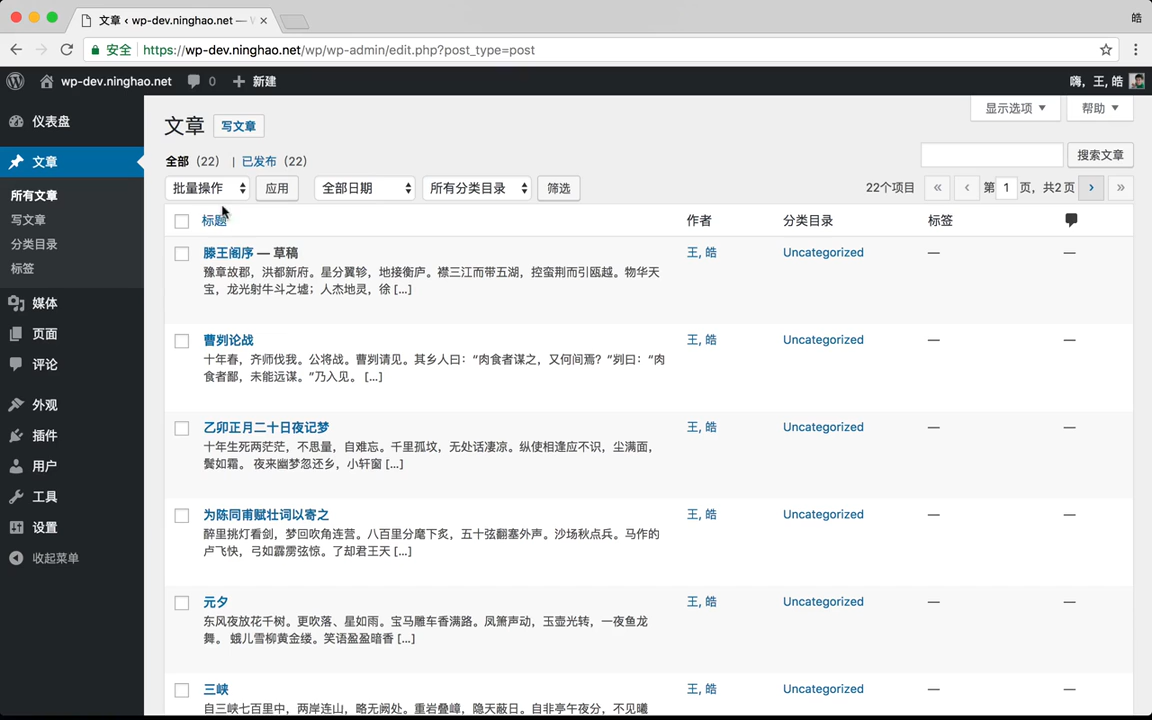 文章 ‹ wp-dev.ninghao.net —
皓
安全 https://wp-dev.ninghao.net/wp/wp-admin/edit.php?post_type=post
wp-dev.ninghao.net 0 新建 嗨，王, 皓
仪表盘
文章
所有文章
写文章
分类目录
标签
媒体
页面
评论
外观
插件
用户
工具
设置
收起菜单
显示选项 帮助
文章 写文章
全部 (22) | 已发布 (22)
搜索文章
批量操作 应用 全部日期 所有分类目录 筛选 22个项目 « ‹ 第 1 页，共2页 › »
标题 作者 分类目录 标签
滕王阁序 — 草稿 王, 皓 Uncategorized — —
豫章故郡，洪都新府。星分翼轸，地接衡庐。襟三江而带五湖，控蛮荆而引瓯越。物华天
宝，龙光射牛斗之墟；人杰地灵，徐 [...]
曹刿论战 王, 皓 Uncategorized — —
十年春，齐师伐我。公将战。曹刿请见。其乡人曰：“肉食者谋之，又何间焉？”刿曰：“肉
食者鄙，未能远谋。”乃入见。 [...]
乙卯正月二十日夜记梦 王, 皓 Uncategorized — —
十年生死两茫茫，不思量，自难忘。千里孤坟，无处话凄凉。纵使相逢应不识，尘满面，
鬓如霜。 夜来幽梦忽还乡，小轩窗 [...]
为陈同甫赋壮词以寄之 王, 皓 Uncategorized — —
醉里挑灯看剑，梦回吹角连营。八百里分麾下炙，五十弦翻塞外声。沙场秋点兵。马作的
卢飞快，弓如霹雳弦惊。了却君王天 [...]
元夕 王, 皓 Uncategorized — —
东风夜放花千树。更吹落、星如雨。宝马雕车香满路。凤箫声动，玉壶光转，一夜鱼龙
舞。 蛾儿雪柳黄金缕。笑语盈盈暗香 [...]
三峡 王, 皓 Uncategorized — —
自三峡七百里中，两岸连山，略无阙处。重岩叠嶂，隐天蔽日。自非亭午夜分，不见曦